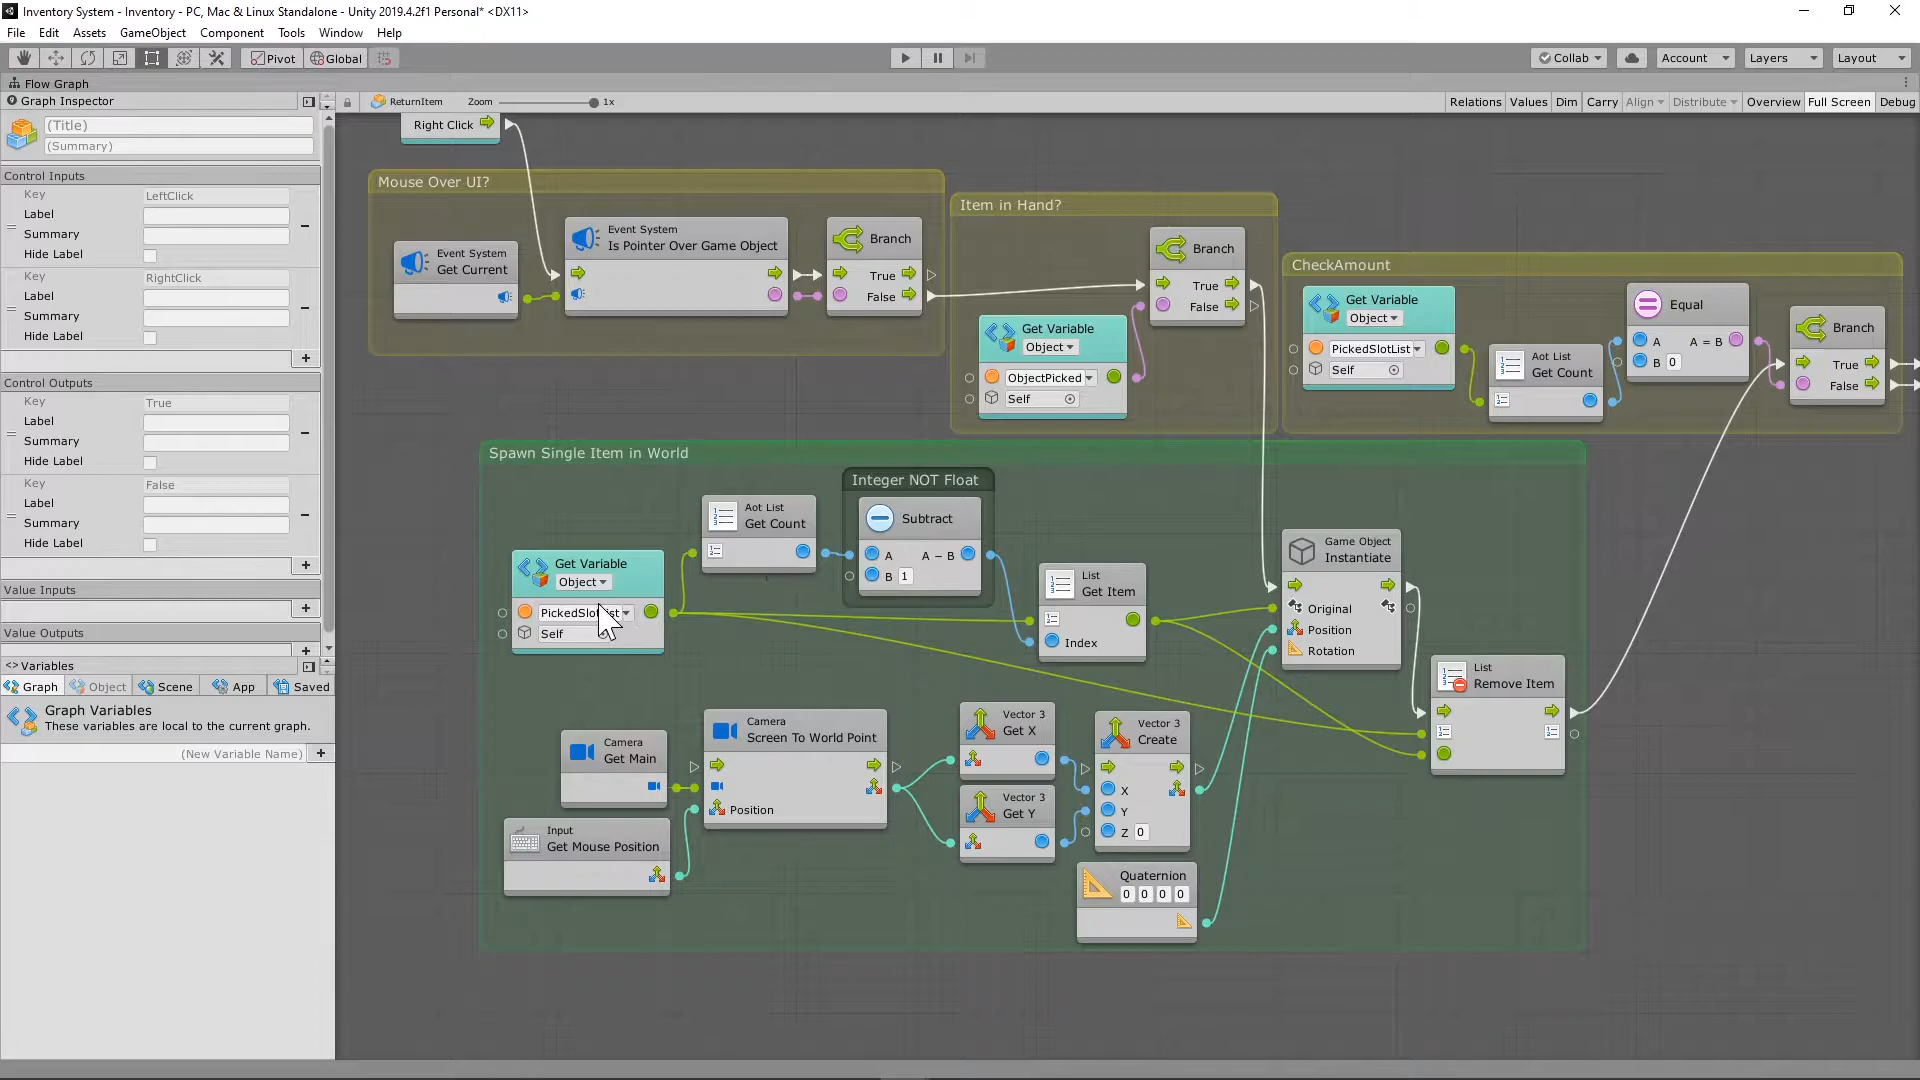 Inventory System - Inventory - PC, Mac & Linux Standalone - Unity 2019.4.2f1 Personal* <DX11>
File Edit Assets GameObject Component Tools Window Help
Pivot Global Collab Account Layers Layout
Flow Graph
Graph Inspector
ReturnItem Zoom 1x Relations Values Dim Carry Align Distribute Overview Full Screen Debug
(Title)
(Summary)
Control Inputs
Key LeftClick
Label
Summary
Hide Label
Key RightClick
Label
Summary
Hide Label
Control Outputs
Key True
Label
Summary
Hide Label
Key False
Label
Summary
Hide Label
Value Inputs
Value Outputs
<> Variables
Graph Object Scene App Saved
Graph Variables
These variables are local to the current graph.
(New Variable Name)
Right Click
Mouse Over UI?
Event System
Get Current
Event System
Is Pointer Over Game Object
Branch
True
False
Item in Hand?
Get Variable
Object
ObjectPicked
Self
Branch
True
False
CheckAmount
Get Variable
Object
PickedSlotList
Self
Aot List
Get Count
Equal
A A = B
B 0
Branch
True
False
Spawn Single Item in World
Get Variable
Object
Self
Aot List
Get Count
Integer NOT Float
Subtract
A A − B
B 1
List
Get Item
Index
Game Object
Instantiate
Original
Position
Rotation
List
Remove Item
Camera
Get Main
Input
Get Mouse Position
Camera
Screen To World Point
Position
Vector 3
Get X
Vector 3
Get Y
Vector 3
Create
X
Y
Z 0
Quaternion
0 0 0 0